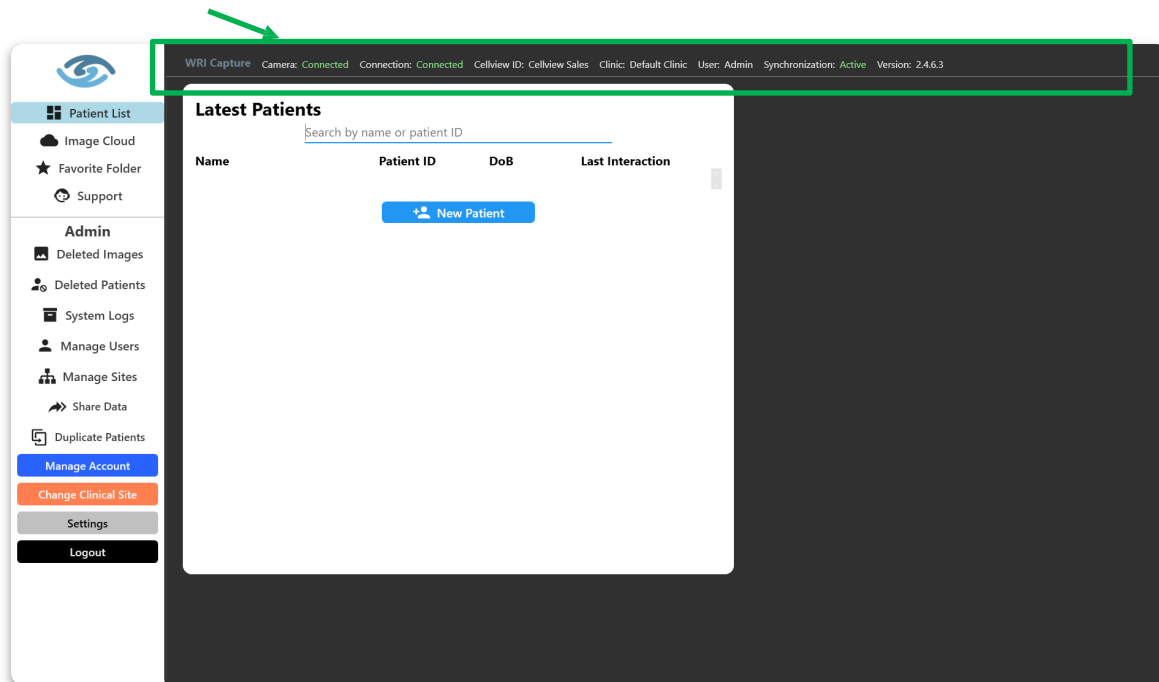 WRI Capture Camera: Connected Connection: Connected Cellview ID: Cellview Sales Clinic: Default Clinic User: Admin Synchronization: Active Version: 2.4.6.3
Patient List
Image Cloud
Favorite Folder
Support
Admin
Deleted Images
Deleted Patients
System Logs
Manage Users
Manage Sites
Share Data
Duplicate Patients
Manage Account
Change Clinical Site
Settings
Logout
Latest Patients
Search by name or patient ID
Name Patient ID DoB Last Interaction
New Patient